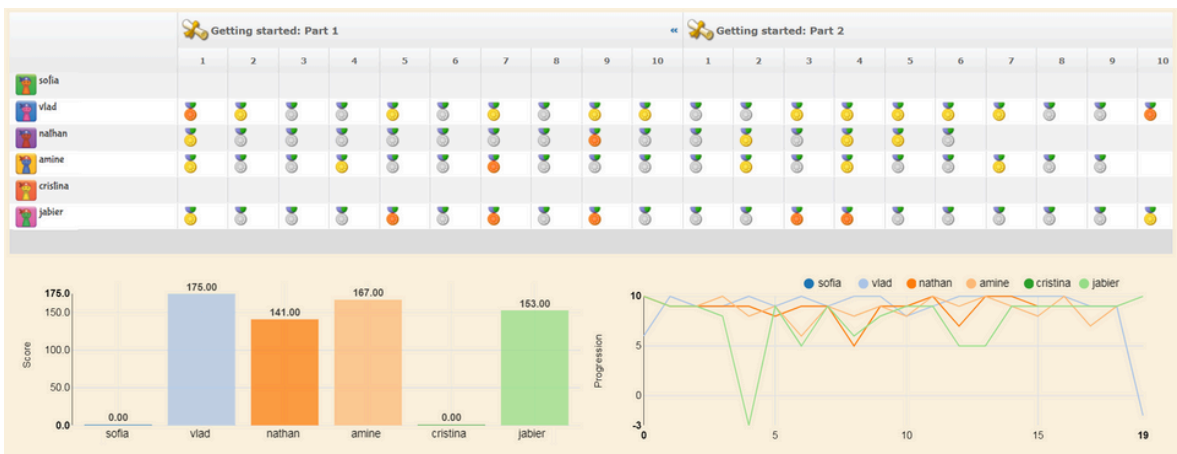 Getting started: Part 1 « Getting started: Part 2
1 2 3 4 5 6 7 8 9 10 1 2 3 4 5 6 7 8 9 10
sofia
vlad
nathan
amine
cristina
jabier
175.0
150.0
100.0
50.0
0.0
Score
0.00 175.00 141.00 167.00 0.00 153.00
sofia vlad nathan amine cristina jabier
sofia vlad nathan amine cristina jabier
10
5
0
-3
Progression
0 5 10 15 19